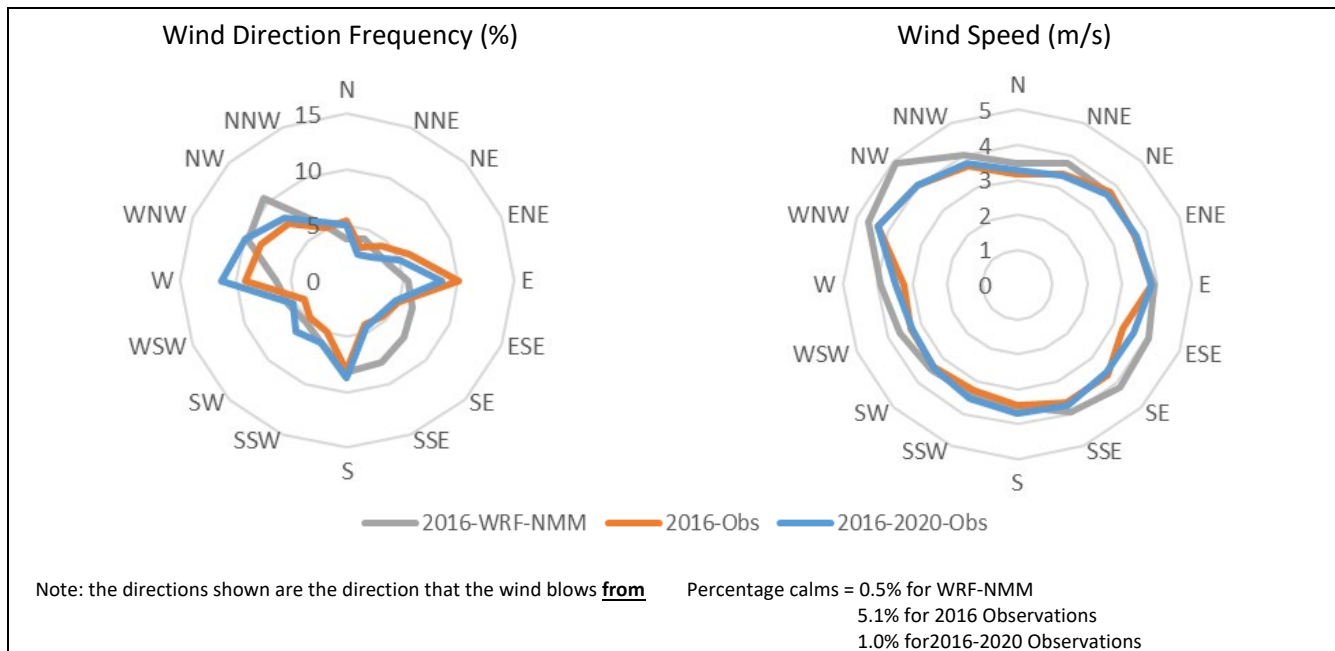 Wind Direction Frequency (%)
N
NNE
NE
ENE
E
ESE
SE
SSE
S
SSW
SW
WSW
W
WNW
NW
NNW
15
10
5
0
Wind Speed (m/s)
N
NNE
NE
ENE
E
ESE
SE
SSE
S
SSW
SW
WSW
W
WNW
NW
NNW
5
4
3
2
1
0
2016-WRF-NMM 2016-Obs 2016-2020-Obs
Note: the directions shown are the direction that the wind blows from
Percentage calms = 0.5% for WRF-NMM
5.1% for 2016 Observations
1.0% for2016-2020 Observations